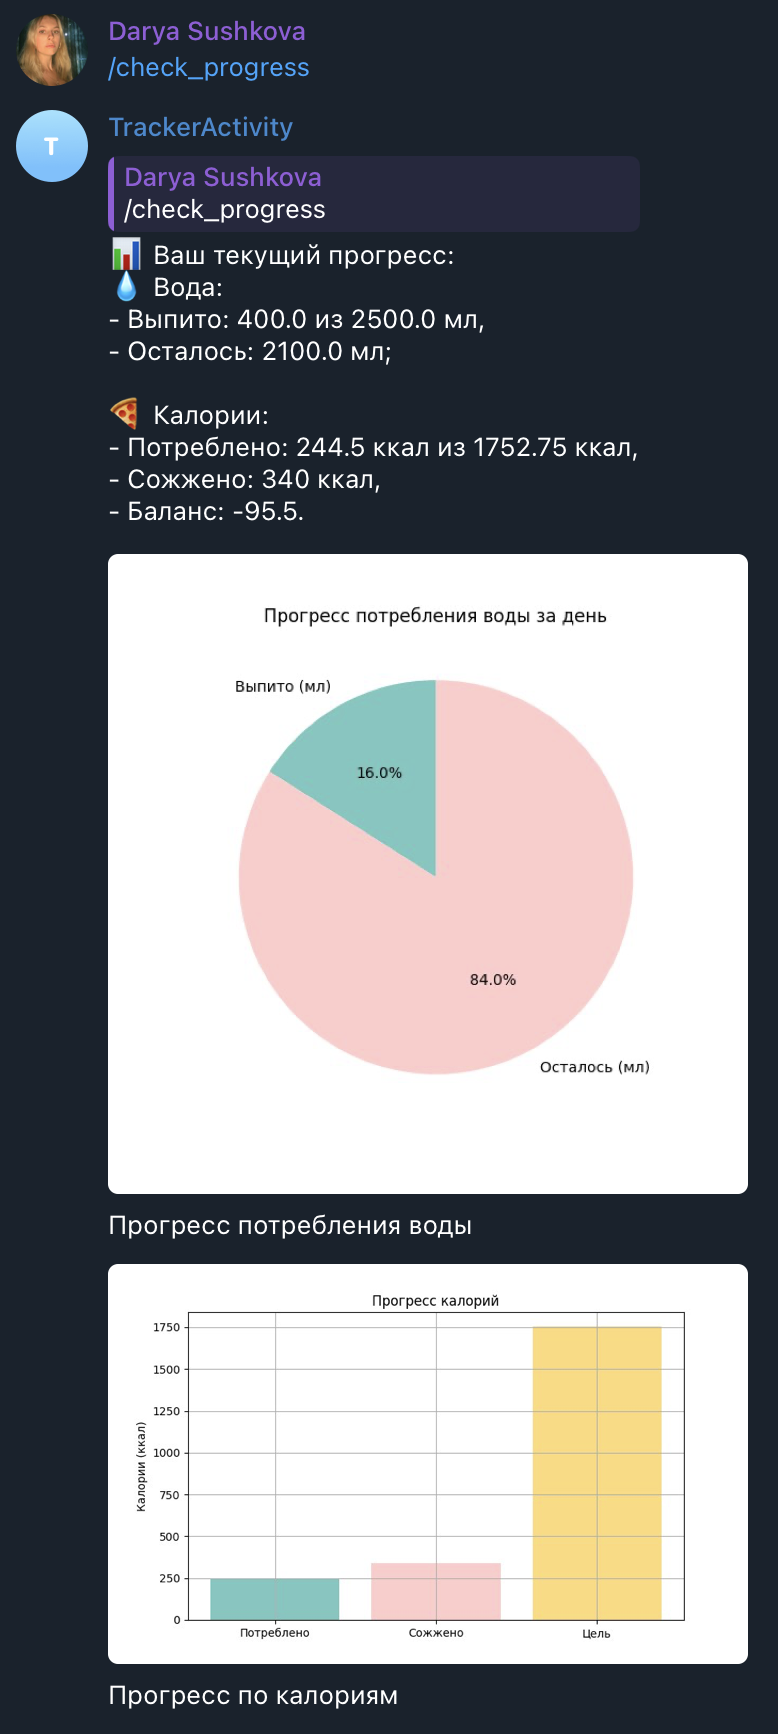 Darya Sushkova
/check_progress
T
TrackerActivity
Darya Sushkova
/check_progress
📊 Ваш текущий прогресс:
💧 Вода:
- Выпито: 400.0 из 2500.0 мл,
- Осталось: 2100.0 мл;
🍕 Калории:
- Потреблено: 244.5 ккал из 1752.75 ккал,
- Сожжено: 340 ккал,
- Баланс: -95.5.
Прогресс потребления воды за день
Выпито (мл)
16.0%
84.0%
Осталось (мл)
Прогресс потребления воды
Прогресс калорий
Калории (ккал)
1750
1500
1250
1000
750
500
250
0
Потреблено Сожжено Цель
Прогресс по калориям